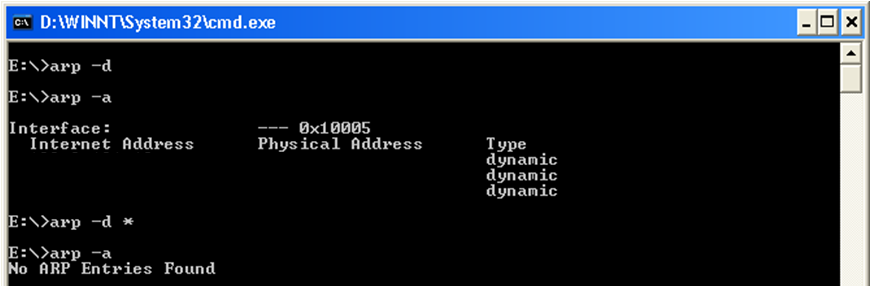 D:\WINNT\System32\cmd.exe
E:\>arp -d
E:\>arp -a
Interface: --- 0x10005
Internet Address Physical Address Type
dynamic
dynamic
dynamic
E:\>arp -d *
E:\>arp -a
No ARP Entries Found